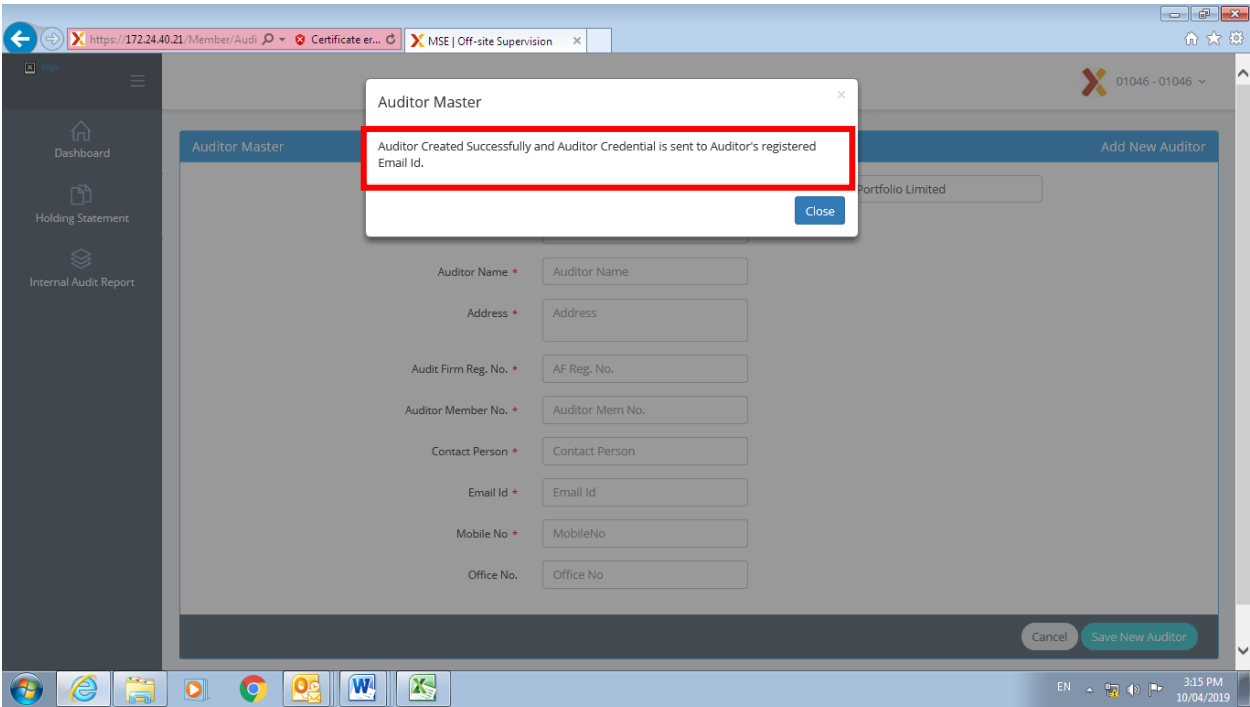 https://172.24.40.21/Member/Audi
Certificate er...
MSE | Off-site Supervision
logo
01046 - 01046
Auditor Master
Auditor Created Successfully and Auditor Credential is sent to Auditor's registered
Email Id.
Close
Dashboard
Holding Statement
Internal Audit Report
Auditor Master
Add New Auditor
Portfolio Limited
Auditor Name *
Auditor Name
Address *
Address
Audit Firm Reg. No. *
AF Reg. No.
Auditor Member No. *
Auditor Mem No.
Contact Person *
Contact Person
Email Id *
Email Id
Mobile No *
MobileNo
Office No.
Office No
Cancel
Save New Auditor
EN
3:15 PM
10/04/2019